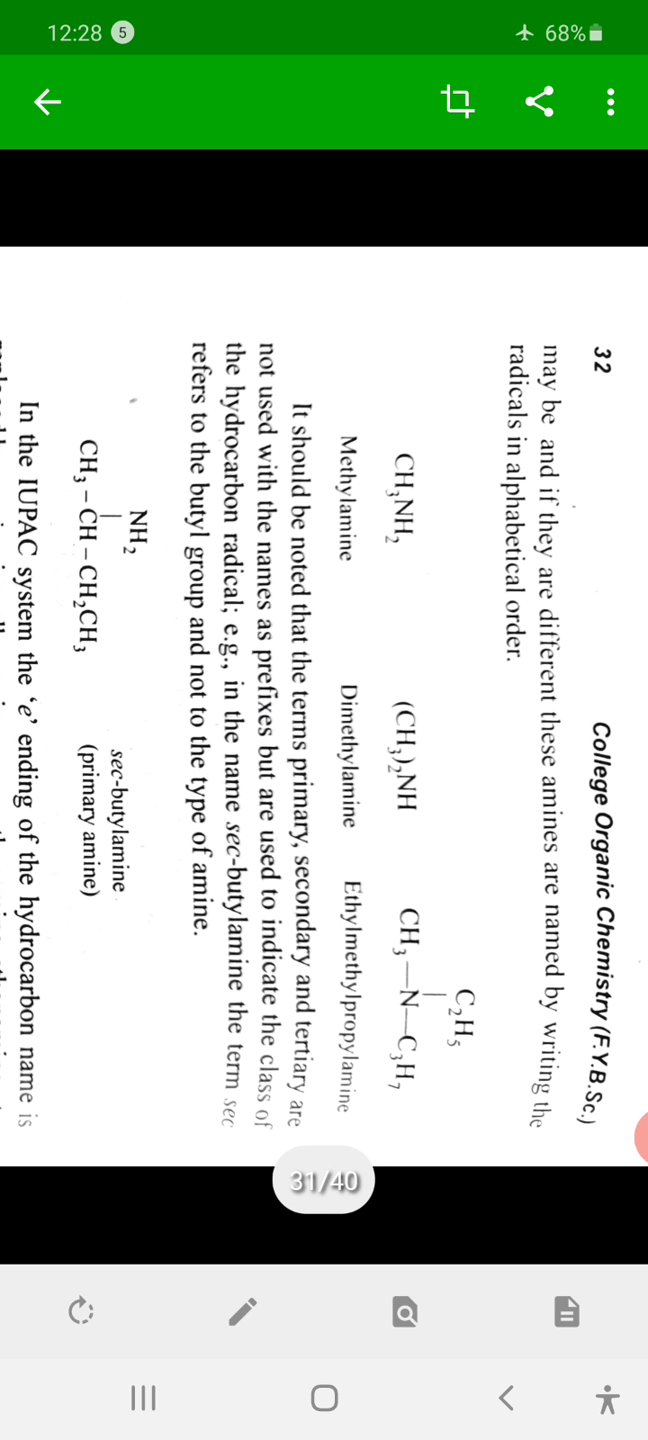 12:28 5 68%
32 College Organic Chemistry (F.Y.B.Sc.)
may be and if they are different these amines are named by writing the
radicals in alphabetical order.
C₂H₅
|
CH₃NH₂ (CH₃)₂NH CH₃—N—C₃H₇
Methylamine Dimethylamine Ethylmethylpropylamine
It should be noted that the terms primary, secondary and tertiary are
not used with the names as prefixes but are used to indicate the class of
the hydrocarbon radical; e.g., in the name sec-butylamine the term sec
refers to the butyl group and not to the type of amine.
NH₂
|
CH₃–CH–CH₂CH₃ sec-butylamine
(primary amine)
In the IUPAC system the ‘e’ ending of the hydrocarbon name is
31/40